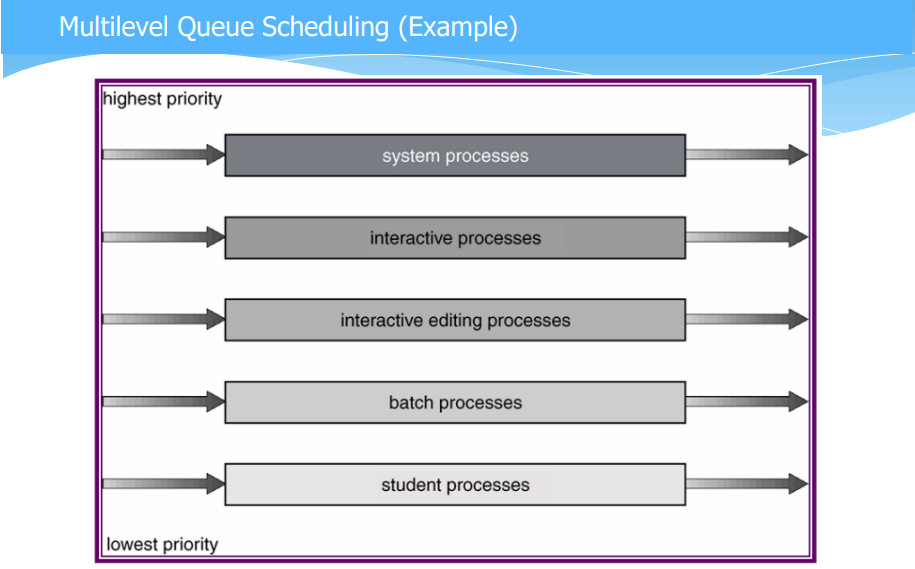 Multilevel Queue Scheduling (Example)
highest priority
system processes
interactive processes
interactive editing processes
batch processes
student processes
lowest priority